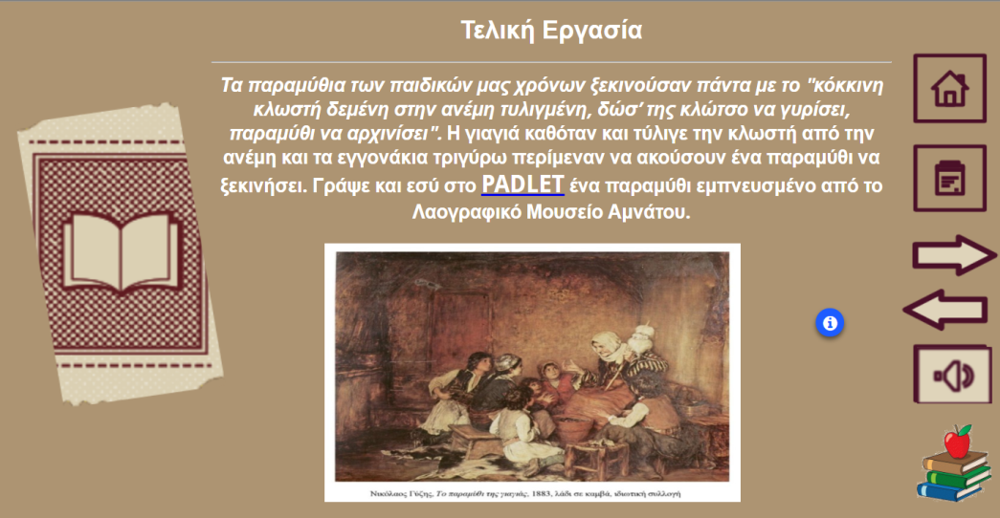 Τελική Εργασία
Τα παραμύθια των παιδικών μας χρόνων ξεκινούσαν πάντα με το "κόκκινη
κλωστή δεμένη στην ανέμη τυλιγμένη, δώσ' της κλώτσο να γυρίσει,
παραμύθι να αρχινίσει". Η γιαγιά καθόταν και τύλιγε την κλωστή από την
ανέμη και τα εγγονάκια τριγύρω περίμεναν να ακούσουν ένα παραμύθι να
ξεκινήσει. Γράψε και εσύ στο PADLET ένα παραμύθι εμπνευσμένο από το
Λαογραφικό Μουσείο Αμνάτου.
Νικόλαος Γύζης, Το παραμύθι της γιαγιάς, 1883, λάδι σε καμβά, ιδιωτική συλλογή